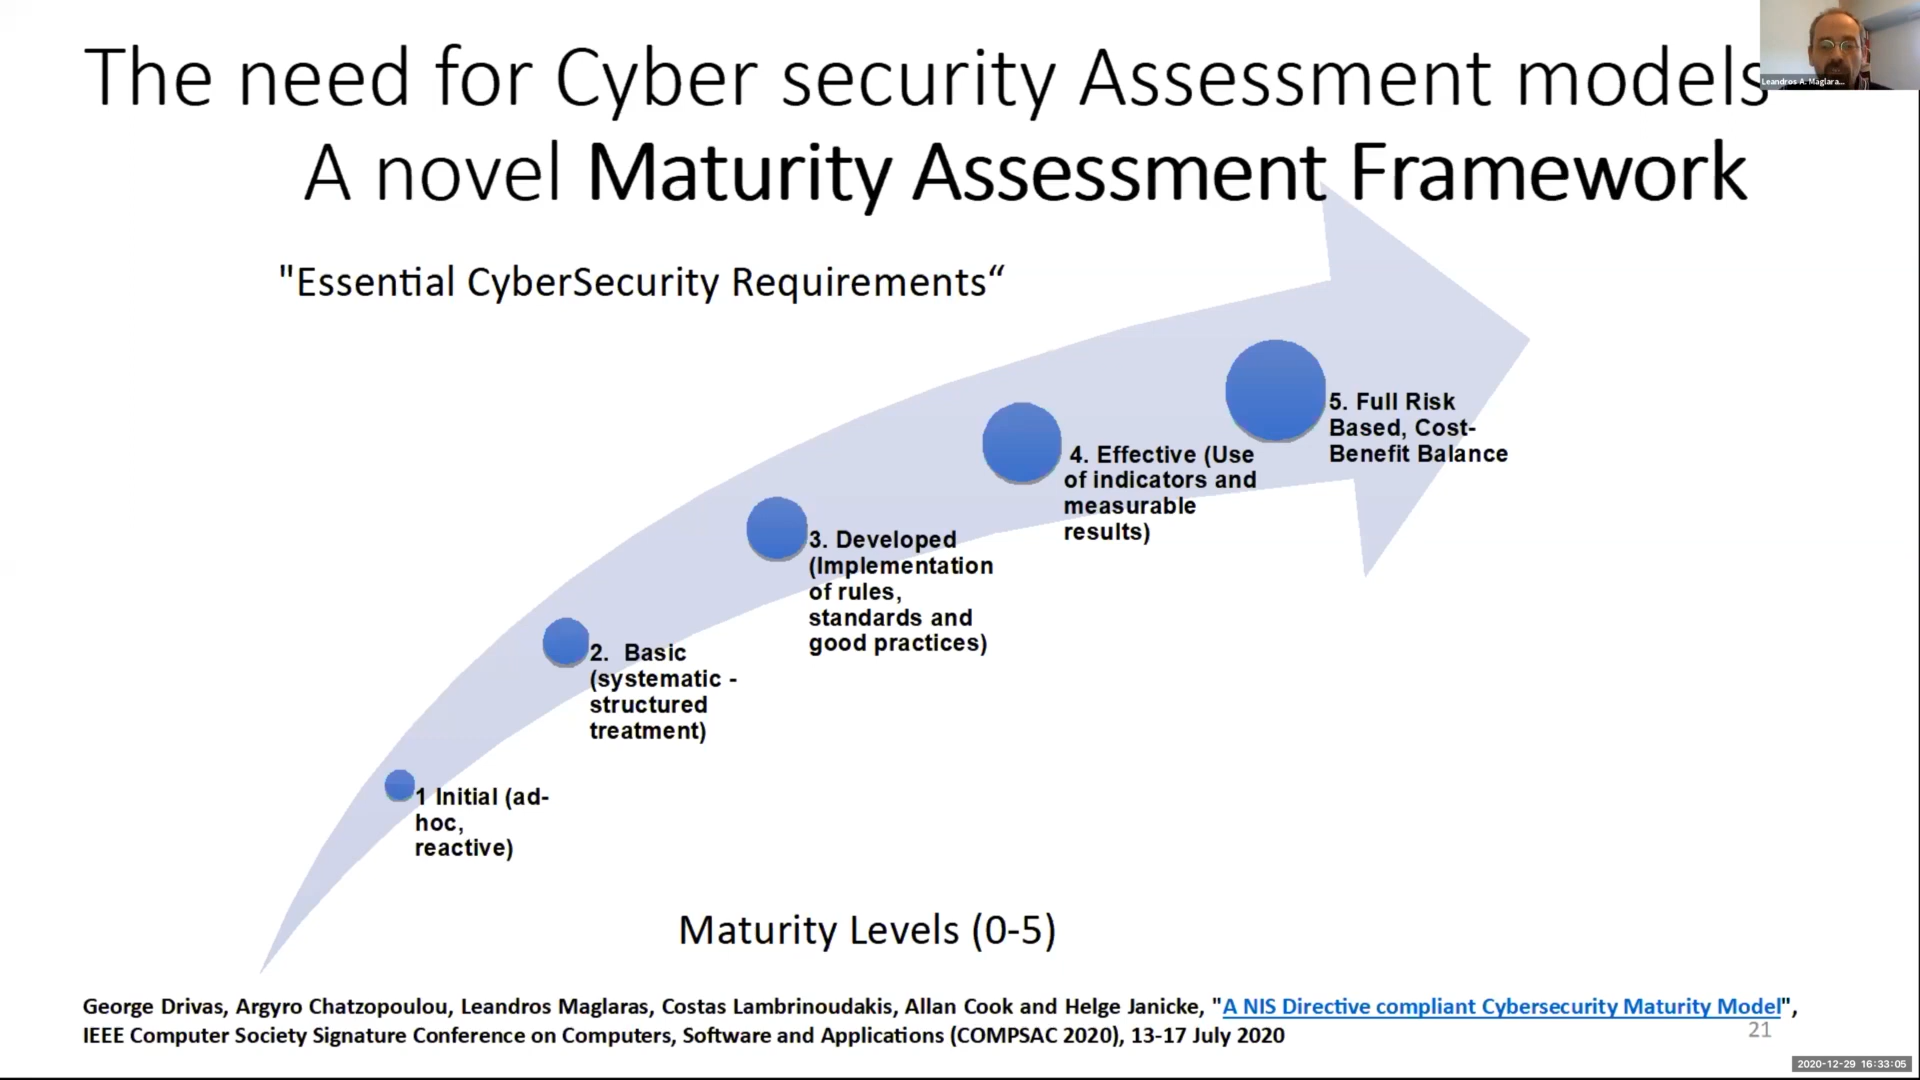 The need for Cyber security Assessment models
A novel Maturity Assessment Framework
Leandros A. Maglara...
"Essential CyberSecurity Requirements“
5. Full Risk
Based, Cost-
Benefit Balance
4. Effective (Use
of indicators and
measurable
results)
3. Developed
(Implementation
of rules,
standards and
good practices)
2. Basic
(systematic -
structured
treatment)
1 Initial (ad-
hoc,
reactive)
Maturity Levels (0-5)
George Drivas, Argyro Chatzopoulou, Leandros Maglaras, Costas Lambrinoudakis, Allan Cook and Helge Janicke, "A NIS Directive compliant Cybersecurity Maturity Model",
IEEE Computer Society Signature Conference on Computers, Software and Applications (COMPSAC 2020), 13-17 July 2020
21
2020-12-29 16:33:05